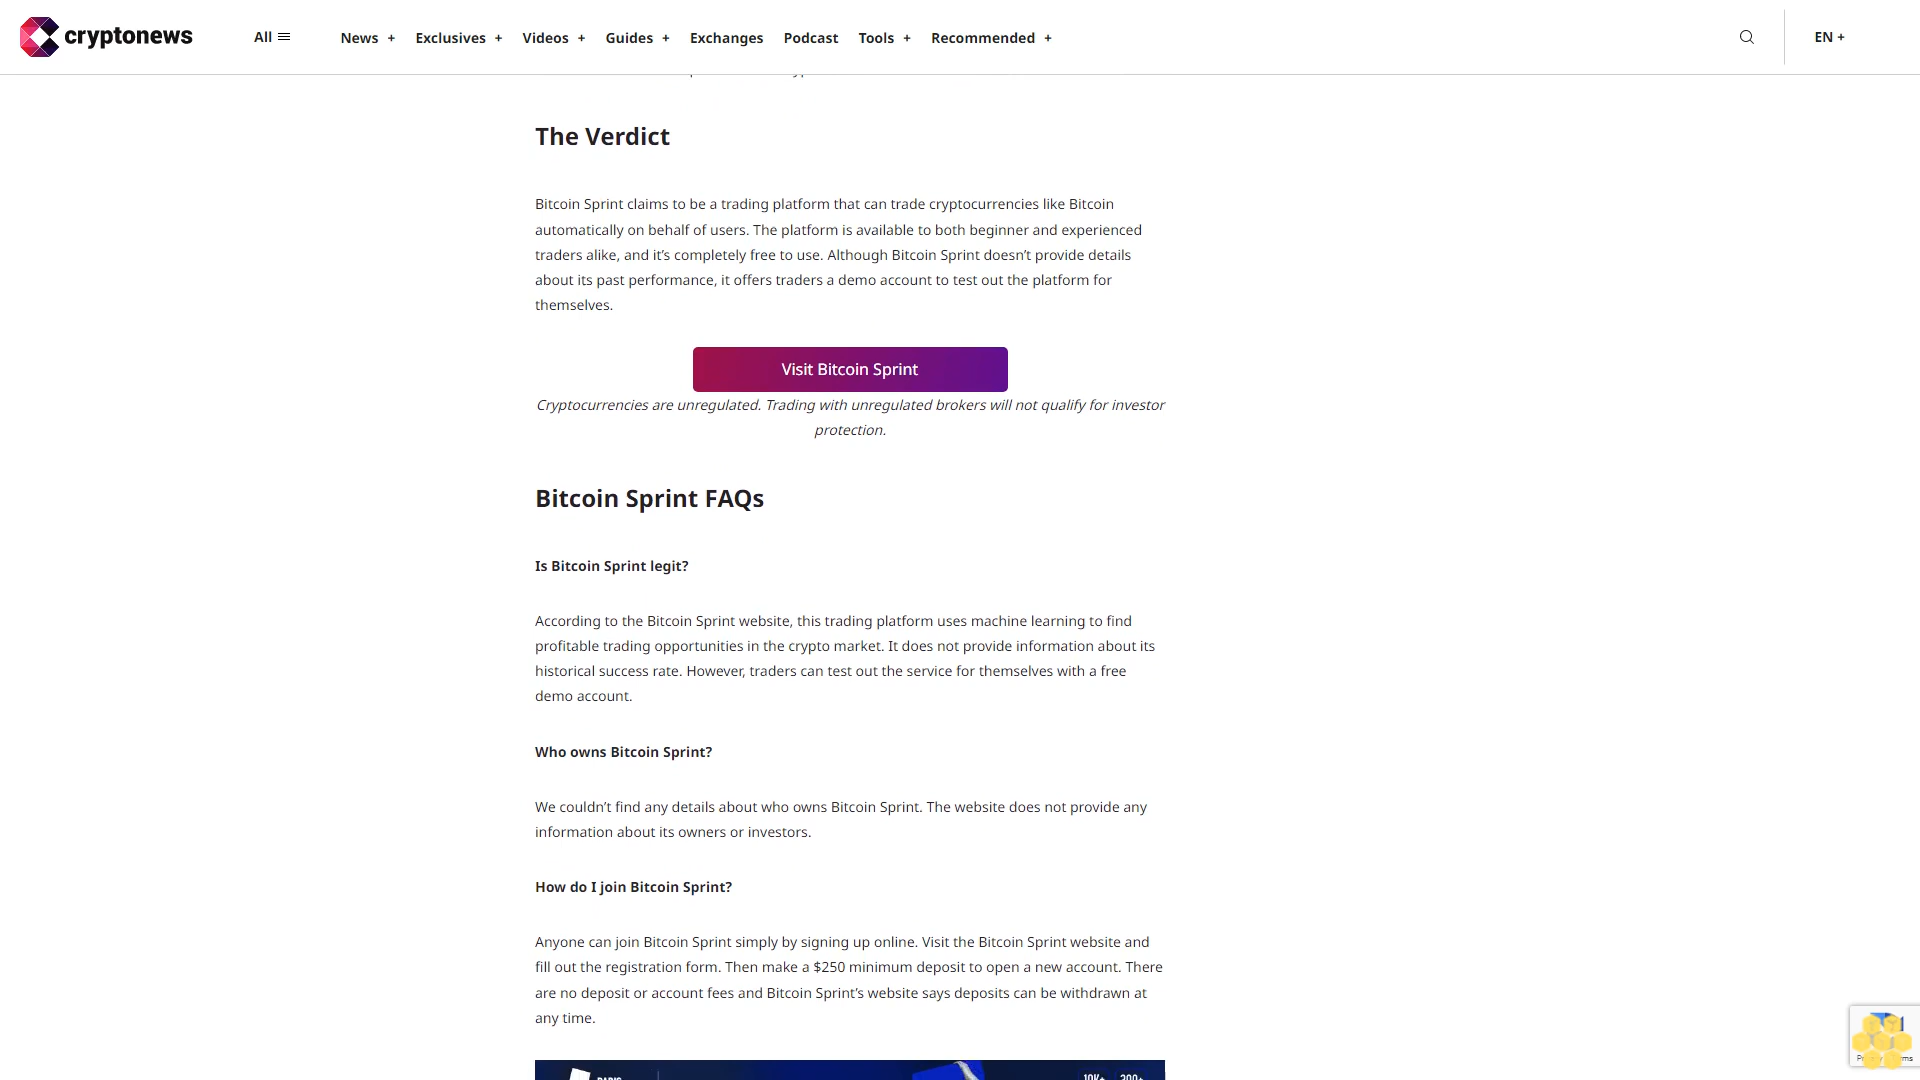 cryptonews
All
News +
Exclusives +
Videos +
Guides +
Exchanges
Podcast
Tools +
Recommended +
EN +
The Verdict
Bitcoin Sprint claims to be a trading platform that can trade cryptocurrencies like Bitcoin
automatically on behalf of users. The platform is available to both beginner and experienced
traders alike, and it’s completely free to use. Although Bitcoin Sprint doesn’t provide details
about its past performance, it offers traders a demo account to test out the platform for
themselves.
Visit Bitcoin Sprint
Cryptocurrencies are unregulated. Trading with unregulated brokers will not qualify for investor
protection.
Bitcoin Sprint FAQs
Is Bitcoin Sprint legit?
According to the Bitcoin Sprint website, this trading platform uses machine learning to find
profitable trading opportunities in the crypto market. It does not provide information about its
historical success rate. However, traders can test out the service for themselves with a free
demo account.
Who owns Bitcoin Sprint?
We couldn’t find any details about who owns Bitcoin Sprint. The website does not provide any
information about its owners or investors.
How do I join Bitcoin Sprint?
Anyone can join Bitcoin Sprint simply by signing up online. Visit the Bitcoin Sprint website and
fill out the registration form. Then make a $250 minimum deposit to open a new account. There
are no deposit or account fees and Bitcoin Sprint’s website says deposits can be withdrawn at
any time.